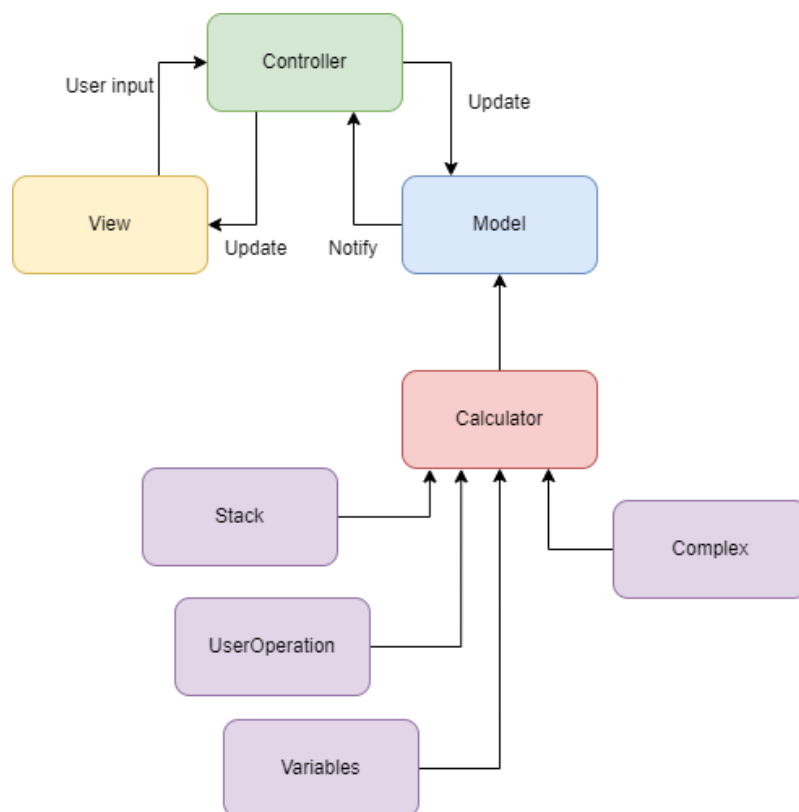 Controller
User input
Update
View
Model
Update
Notify
Calculator
Stack
Complex
UserOperation
Variables